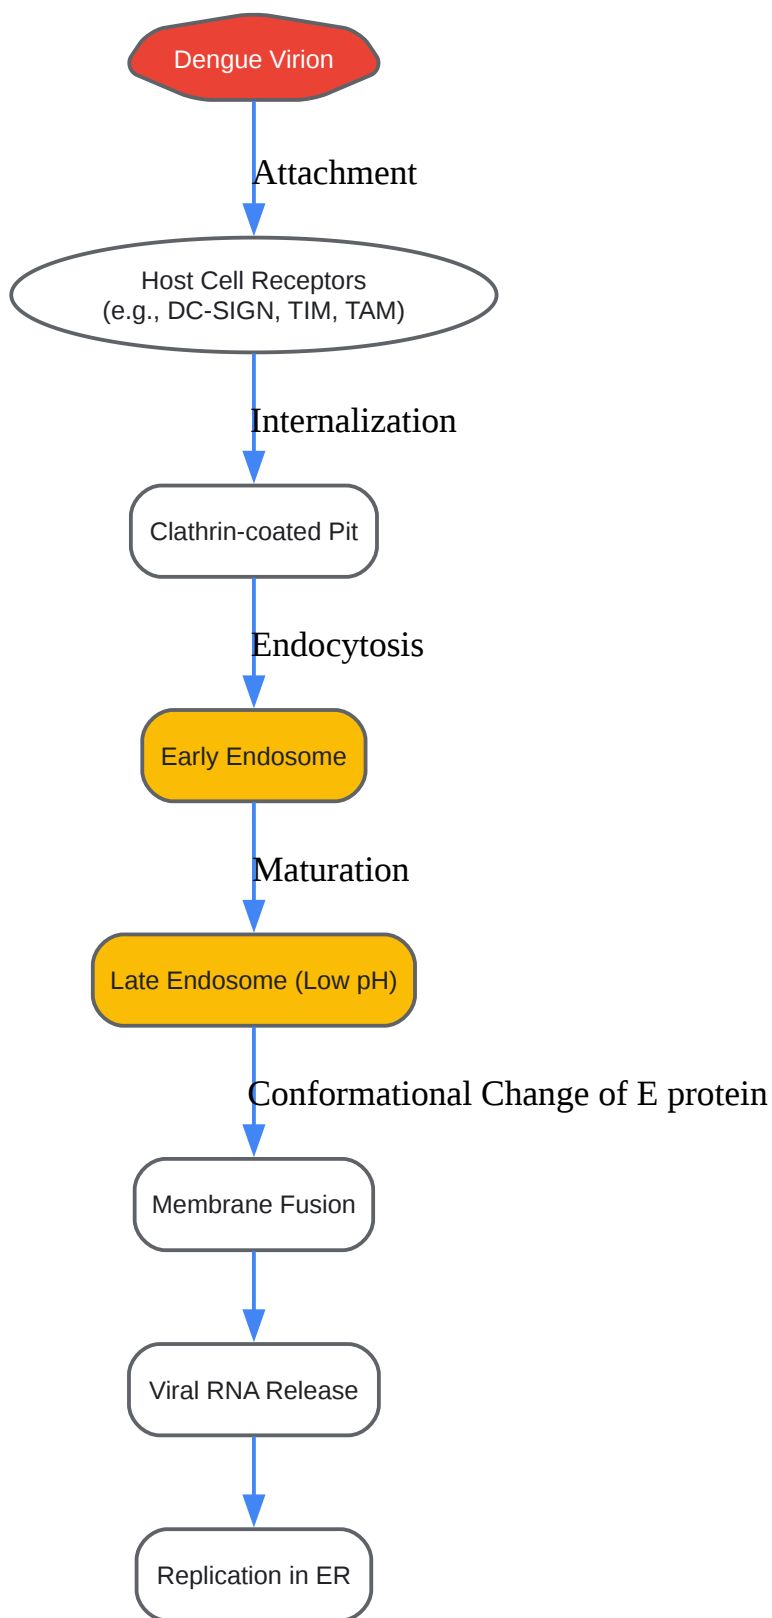 Dengue Virion
Attachment
Host Cell Receptors
(e.g., DC-SIGN, TIM, TAM)
Internalization
Clathrin-coated Pit
Endocytosis
Early Endosome
Maturation
Late Endosome (Low pH)
Conformational Change of E protein
Membrane Fusion
Viral RNA Release
Replication in ER